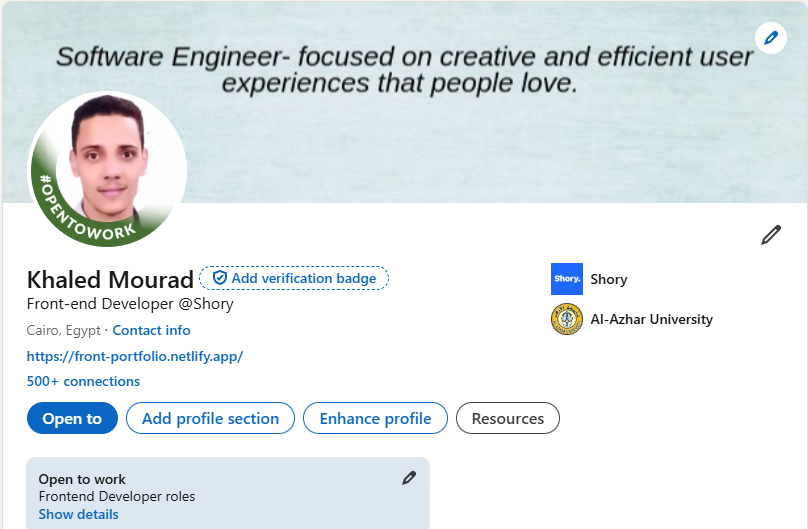 Software Engineer- focused on creative and efficient user
experiences that people love.
#OPENTOWORK
Khaled Mourad
Add verification badge
Front-end Developer @Shory
Cairo, Egypt · Contact info
https://front-portfolio.netlify.app/
500+ connections
Shory.
Shory
Al-Azhar University
Open to
Add profile section
Enhance profile
Resources
Open to work
Frontend Developer roles
Show details